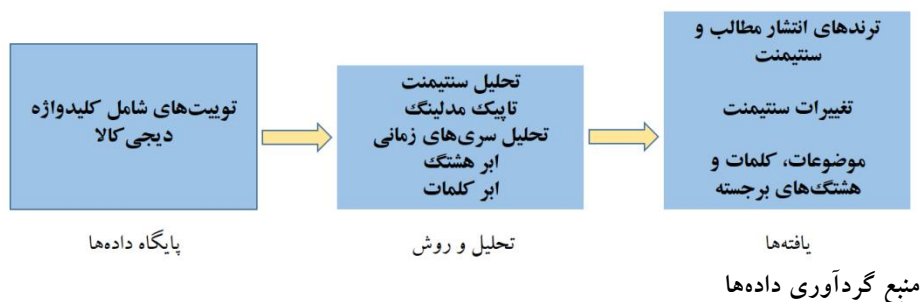 توییت‌های شامل کلیدواژه
دیجی‌کالا
پایگاه داده‌ها
تحلیل سنتیمنت
تاپیک مدلینگ
تحلیل سری‌های زمانی
ابر هشتگ
ابر کلمات
تحلیل و روش
ترندهای انتشار مطالب و
سنتیمنت
تغییرات سنتیمنت
موضوعات، کلمات و
هشتگ‌های برجسته
یافته‌ها
منبع گردآوری داده‌ها